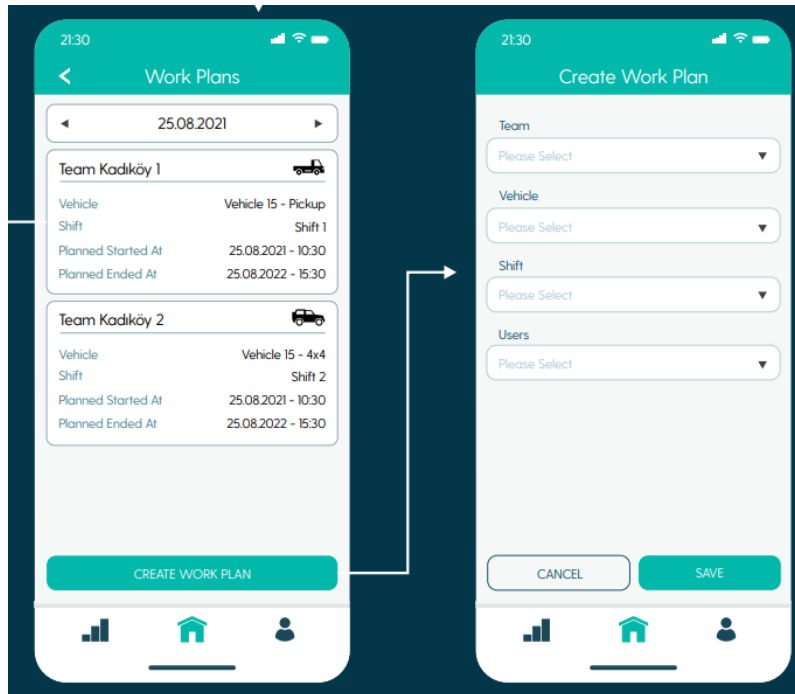 21:30
Work Plans
25.08.2021
Team Kadıköy 1
Vehicle Vehicle 15 - Pickup
Shift Shift 1
Planned Started At 25.08.2021 - 10:30
Planned Ended At 25.08.2022 - 15:30
Team Kadıköy 2
Vehicle Vehicle 15 - 4x4
Shift Shift 2
Planned Started At 25.08.2021 - 10:30
Planned Ended At 25.08.2022 - 15:30
CREATE WORK PLAN
21:30
Create Work Plan
Team
Please Select
Vehicle
Please Select
Shift
Please Select
Users
Please Select
CANCEL SAVE